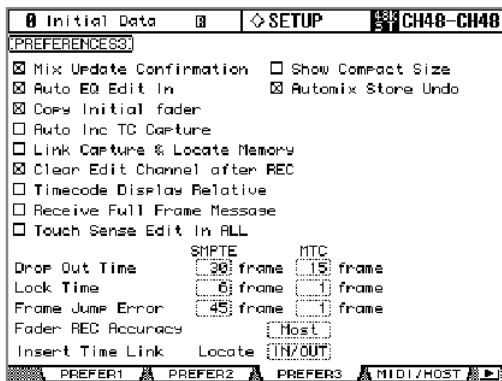 0 Initial Data R ◇SETUP 48k ST CH48-CH48
PREFERENCES3
☒ Mix Update Confirmation ☐ Show Compact Size
☒ Auto EQ Edit In ☒ Automix Store Undo
☒ Copy Initial fader
☐ Auto Inc TC Capture
☐ Link Capture & Locate Memory
☒ Clear Edit Channel after REC
☐ Timecode Display Relative
☐ Receive Full Frame Message
☐ Touch Sense Edit In ALL
SMPTE MTC
Drop Out Time 30 frame 15 frame
Lock Time 6 frame 1 frame
Frame Jump Error 45 frame 1 frame
Fader REC Accuracy Most
Insert Time Link Locate IN/OUT
PREFER1 PREFER2 PREFER3 MIDI/HOST